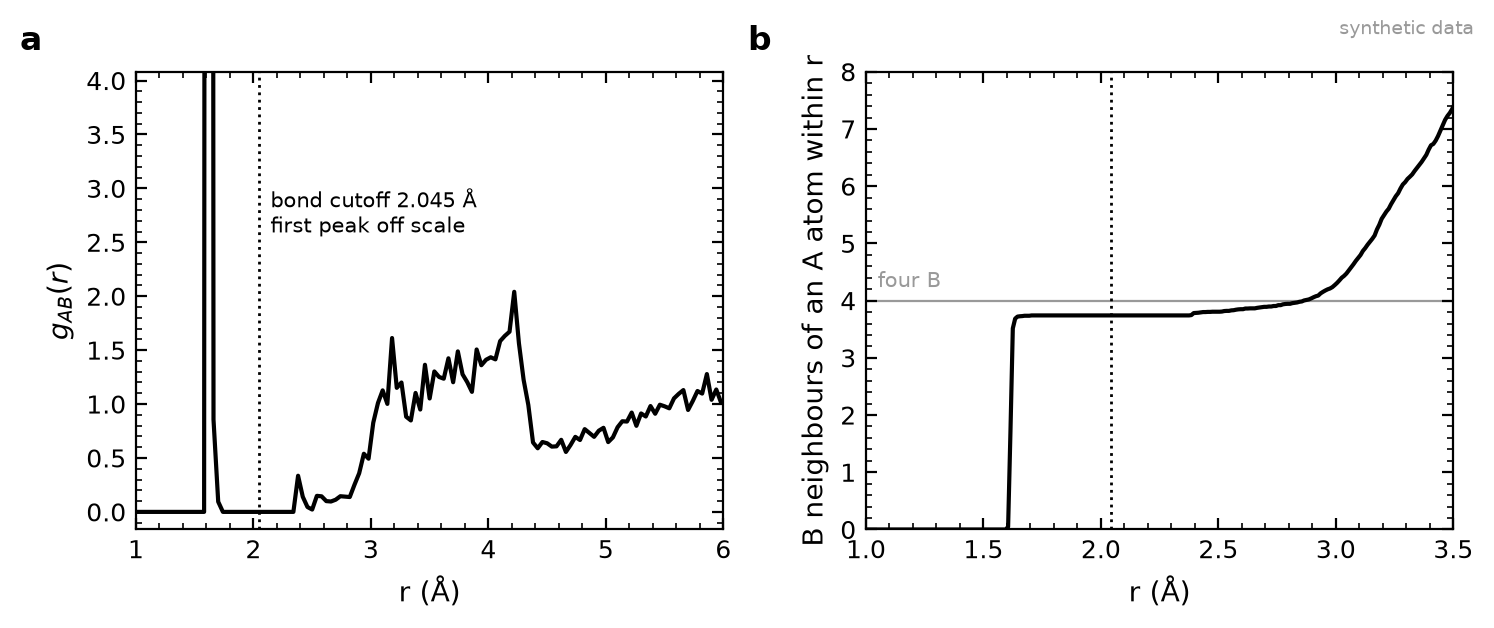 synthetic data
a
4.0
3.5
3.0
2.5
2.0
1.5
1.0
0.5
0.0
g_AB(r)
bond cutoff 2.045 Å
first peak off scale
1 2 3 4 5 6
r (Å)
b
8
7
6
5
4
3
2
1
0
B neighbours of an A atom within r
four B
1.0 1.5 2.0 2.5 3.0 3.5
r (Å)